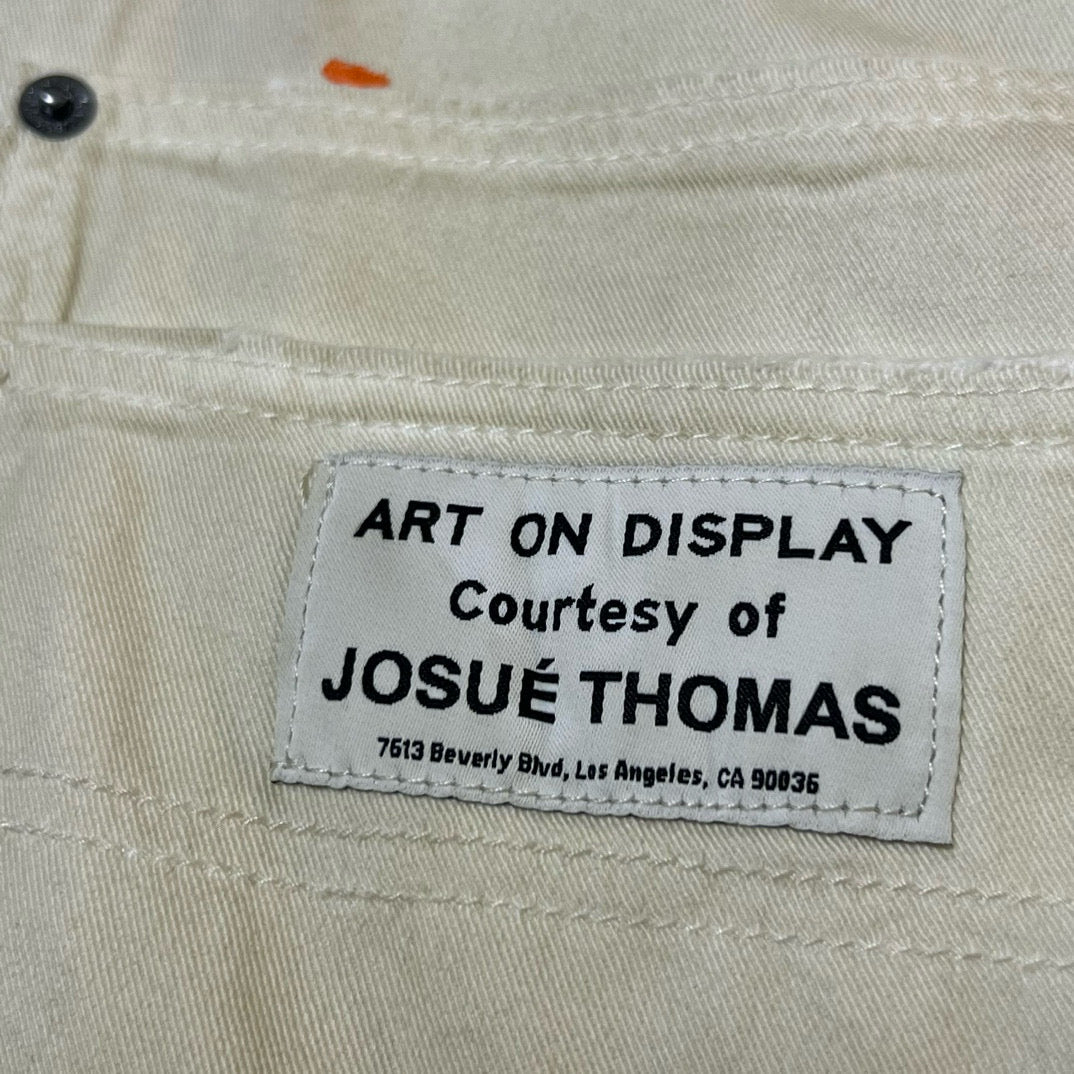 ART ON DISPLAY
Courtesy of
JOSUÉ THOMAS
7613 Beverly Blvd, Los Angeles, CA 90036